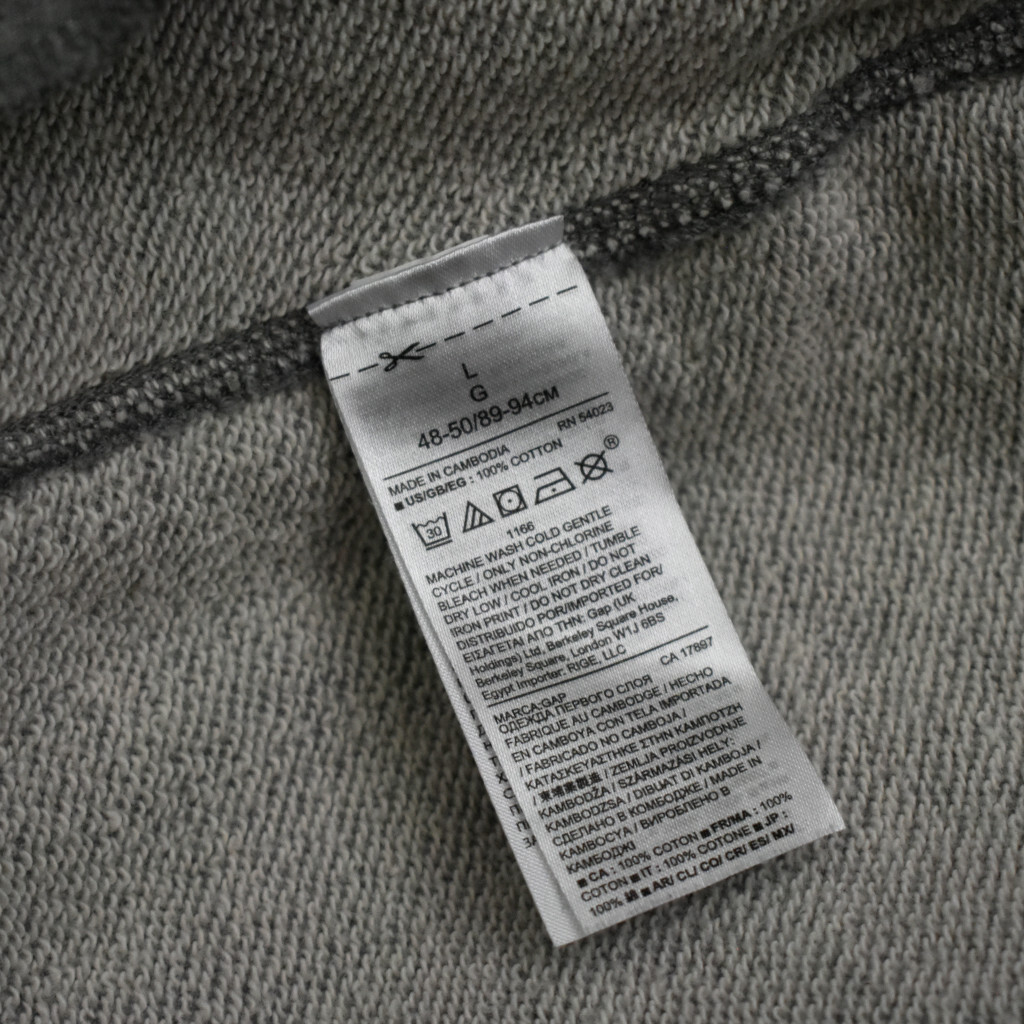 L
G
48-50/89-94CM
RN 54023
MADE IN CAMBODIA
■ US/GB/EG : 100% COTTON
30
®
1166
MACHINE WASH COLD GENTLE
CYCLE / ONLY NON-CHLORINE
BLEACH WHEN NEEDED / TUMBLE
DRY LOW / COOL IRON / DO NOT
IRON PRINT / DO NOT DRY CLEAN
DISTRIBUIDO POR/IMPORTED FOR/
ΕΙΣΑΓΕΤΑΙ ΑΠΟ ΤΗΝ: Gap (UK
Holdings) Ltd, Berkeley Square House,
Berkeley Square, London W1J 6BS
Egypt Importer: RIGE, LLC
CA 17897
MARCA:GAP
ОДЕЖДА ПЕРВОГО СЛОЯ
FABRIQUE AU CAMBODGE / HECHO
EN CAMBOYA CON TELA IMPORTADA
/ FABRICADO NO CAMBOJA /
ΚΑΤΑΣΚΕΥΑΣΤΗΚΕ ΣΤΗΝ ΚΑΜΠΟΤΖΗ
/ 柬埔寨製造 / ZEMLJA PROIZVODNJE
KAMBODŽA / SZÁRMAZÁSI HELY:
KAMBODZSA / DIBUAT DI KAMBOJA /
СДЕЛАНО В КОМБОДЖЕ / MADE IN
KAMBOCYA / ВИРОБЛЕНО В
КАМБОДЖІ
■ CA : 100% COTON ■ FR/MA : 100%
COTON ■ IT : 100% COTONE ■ JP :
100% 綿 ■ AR/ CL/ CO/ CR/ ES/ MX/